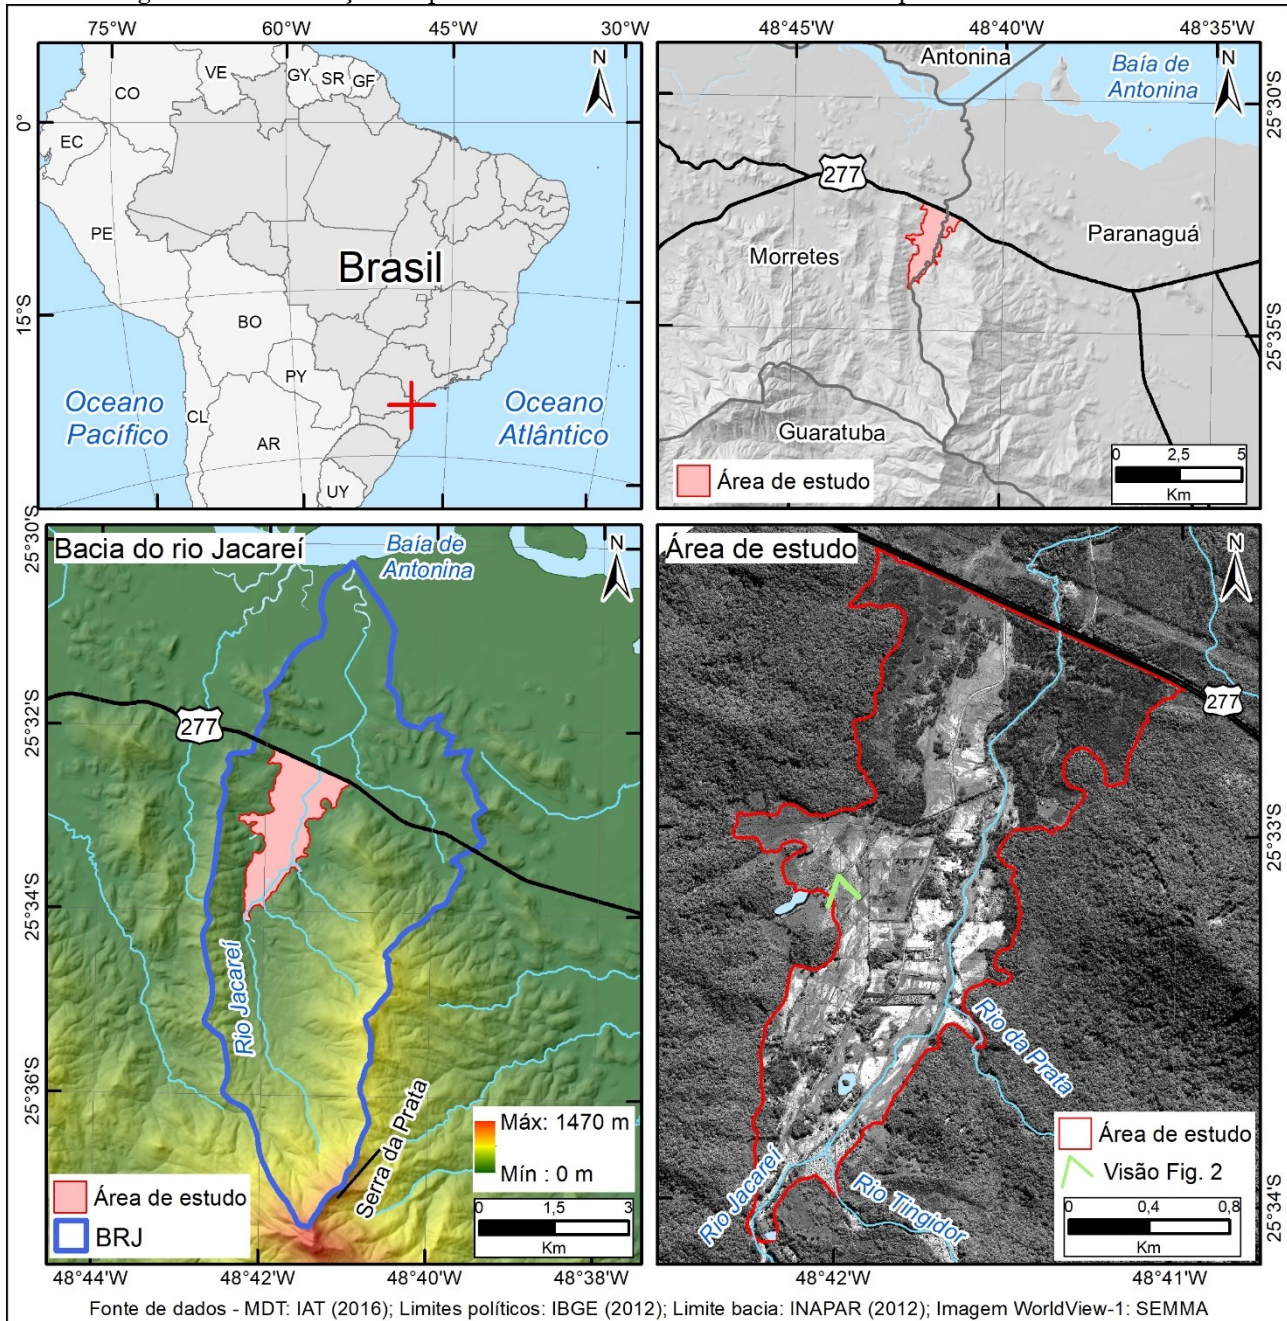 75°W 60°W 45°W 30°W
N
VE
GY
SR
GF
CO
0°
EC
PE
Brasil
15°S
BO
PY
Oceano
Pacífico
CL
AR
UY
Oceano
Atlântico
48°45'W 48°40'W 48°35'W
Antonina
Baía de
Antonina
N
25°30'S
277
Morretes
Paranaguá
25°35'S
Guaratuba
Área de estudo
0 2,5 5
Km
Bacia do rio Jacareí
Baía de
Antonina
N
25°30'S
25°32'S
277
25°34'S
Rio Jacareí
25°36'S
Serra da Prata
Máx: 1470 m
Mín : 0 m
Área de estudo
BRJ
0 1,5 3
Km
48°44'W 48°42'W 48°40'W 48°38'W
Área de estudo
N
277
25°33'S
Rio da Prata
Rio Jacareí
Rio Tingidor
Área de estudo
Visão Fig. 2
0 0,4 0,8
Km
25°34'S
48°42'W 48°41'W
Fonte de dados - MDT: IAT (2016); Limites políticos: IBGE (2012); Limite bacia: INAPAR (2012); Imagem WorldView-1: SEMMA